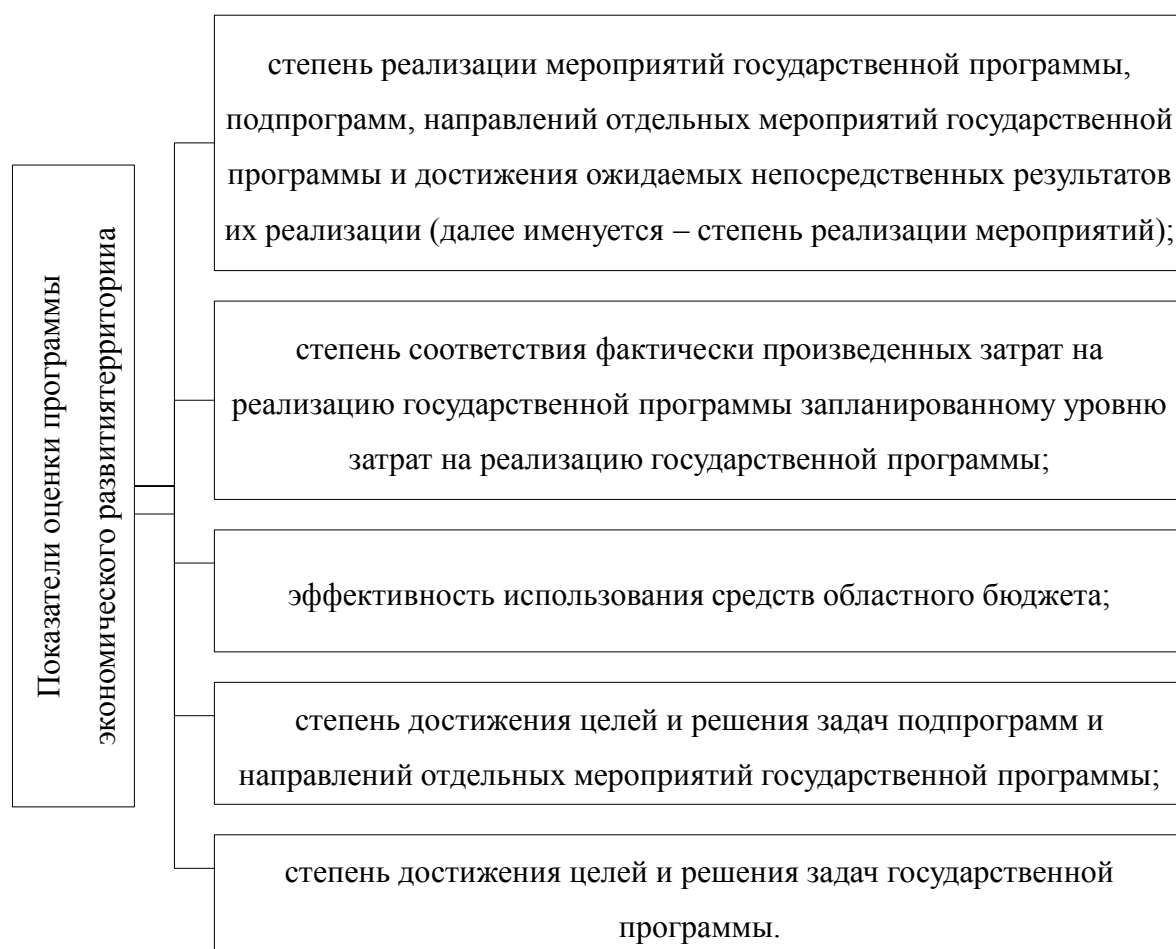 Показатели оценки программы
экономического развитиятерриторииа
степень реализации мероприятий государственной программы,
подпрограмм, направлений отдельных мероприятий государственной
программы и достижения ожидаемых непосредственных результатов
их реализации (далее именуется – степень реализации мероприятий);
степень соответствия фактически произведенных затрат на
реализацию государственной программы запланированному уровню
затрат на реализацию государственной программы;
эффективность использования средств областного бюджета;
степень достижения целей и решения задач подпрограмм и
направлений отдельных мероприятий государственной программы;
степень достижения целей и решения задач государственной
программы.